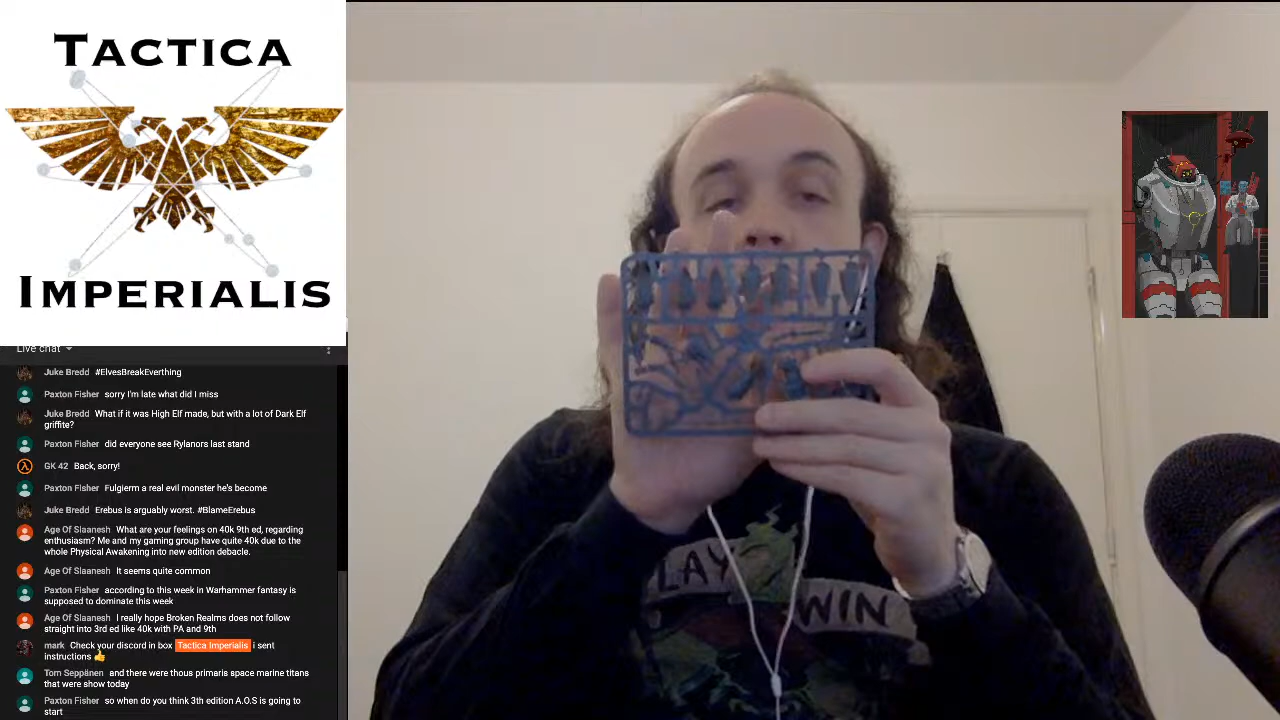 TACTICA
IMPERIALIS
Live chat
Juke Bredd #ElvesBreakEverthing
Paxton Fisher sorry I'm late what did I miss
Juke Bredd What if it was High Elf made, but with a lot of Dark Elf
griffite?
Paxton Fisher did everyone see Rylanors last stand
GK 42 Back, sorry!
Paxton Fisher Fulgierm a real evil monster he's become
Juke Bredd Erebus is arguably worst. #BlameErebus
Age Of Slaanesh What are your feelings on 40k 9th ed, regarding
enthusiasm? Me and my gaming group have quite 40k due to the
whole Physical Awakening into new edition debacle.
Age Of Slaanesh It seems quite common
Paxton Fisher according to this week in Warhammer fantasy is
supposed to dominate this week
Age Of Slaanesh I really hope Broken Realms does not follow
straight into 3rd ed like 40k with PA and 9th
mark Check your discord in box Tactica Imperialis i sent
instructions 👍
Tom Seppänen and there were thous primaris space marine titans
that were show today
Paxton Fisher so when do you think 3th edition A.O.S is going to
start
LAY
WIN